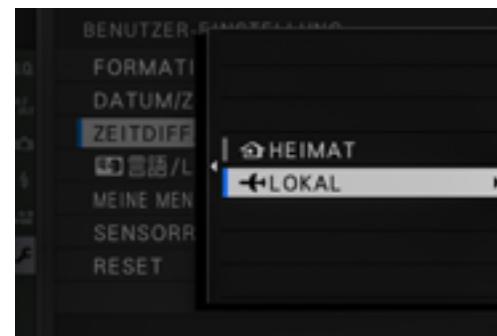 BENUTZER-EINSTELLUNG
FORMATI
DATUM/Z
ZEITDIFF
言語/L
MEINE MEN
SENSORR
RESET
HEIMAT
LOKAL